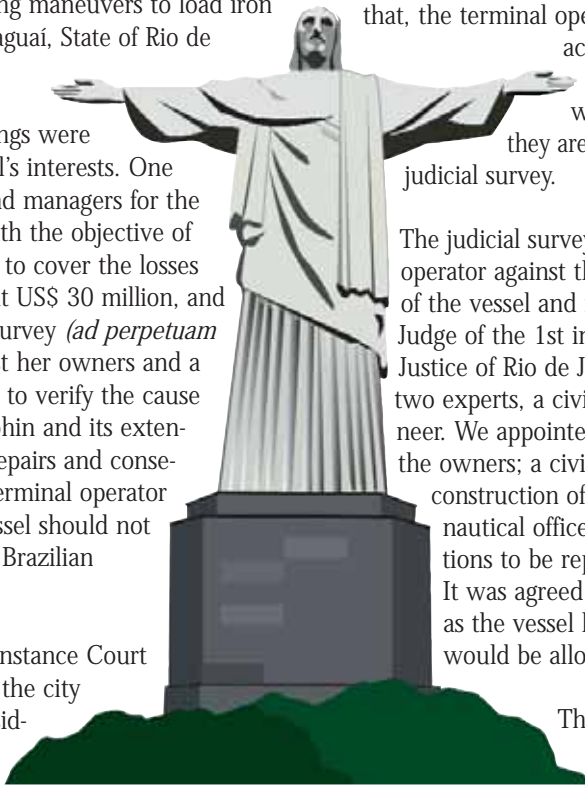 ng maneuvers to load iron
aguaí, State of Rio de
ngs were
l's interests. One
nd managers for the
th the objective of
to cover the losses
t US$ 30 million, and
urvey (ad perpetuam
st her owners and a
to verify the cause
phin and its exten-
epairs and conse-
erminal operator
ssel should not
Brazilian
nstance Court
the city
id-
that, the terminal ope
ac
w
they are
judicial survey.
The judicial survey
operator against th
of the vessel and
Judge of the 1st in
Justice of Rio de J
two experts, a civi
neer. We appointe
the owners; a civi
construction of
nautical office
tions to be rep
It was agreed
as the vessel
would be allo
Th